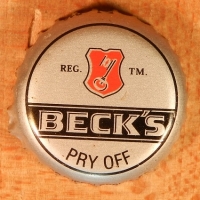 REG. TM.
BECK'S
PRY OFF